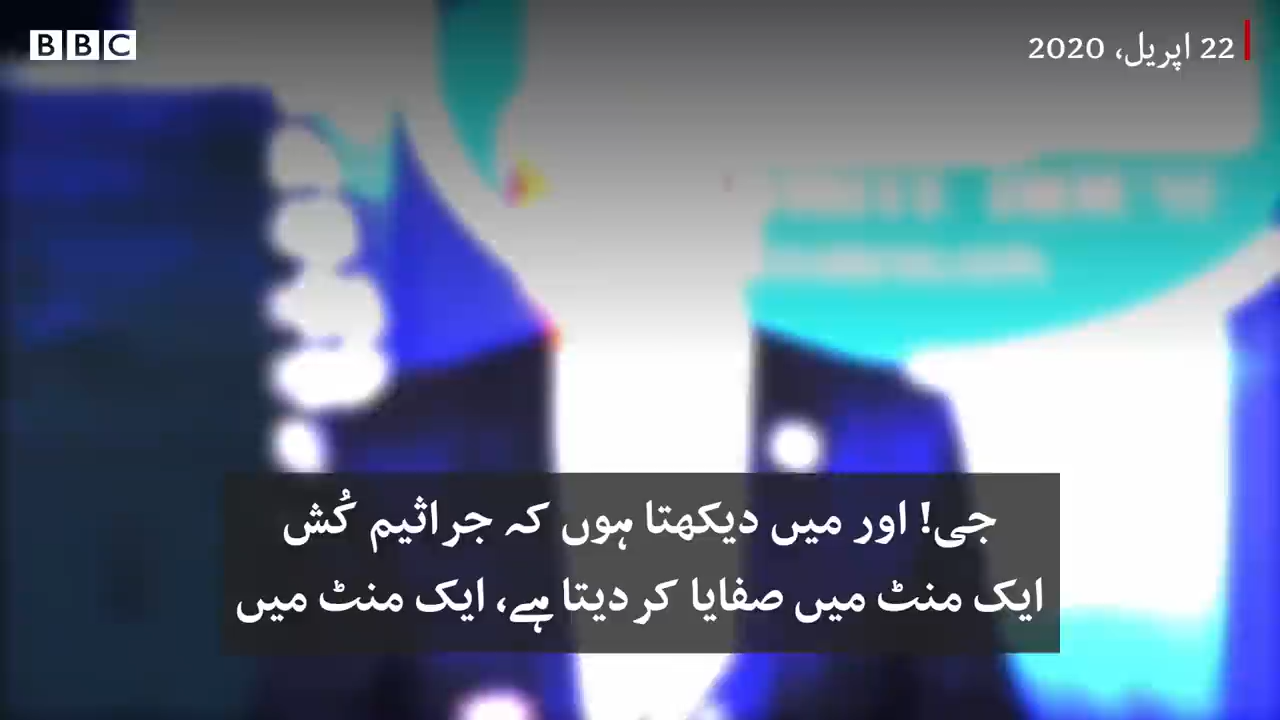 BBC
22 اپریل، 2020
جی! اور میں دیکھتا ہوں کہ جراثیم کُش
ایک منٹ میں صفایا کر دیتا ہے، ایک منٹ میں